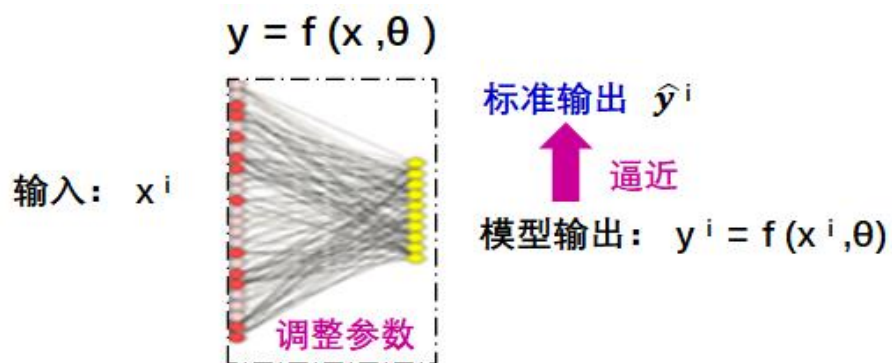 y = f (x ,θ )
标准输出 ŷ ⁱ
逼近
输入： x ⁱ
模型输出： y ⁱ = f (x ⁱ ,θ)
调整参数